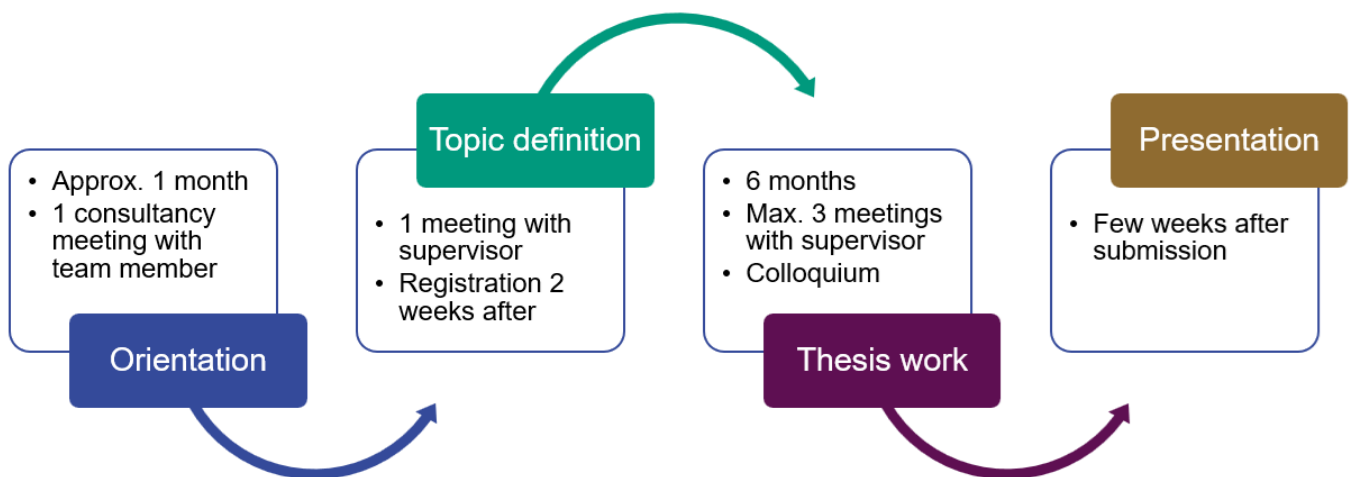 • Approx. 1 month
• 1 consultancy
meeting with
team member
Orientation
Topic definition
• 1 meeting with
supervisor
• Registration 2
weeks after
• 6 months
• Max. 3 meetings
with supervisor
• Colloquium
Thesis work
Presentation
• Few weeks after
submission